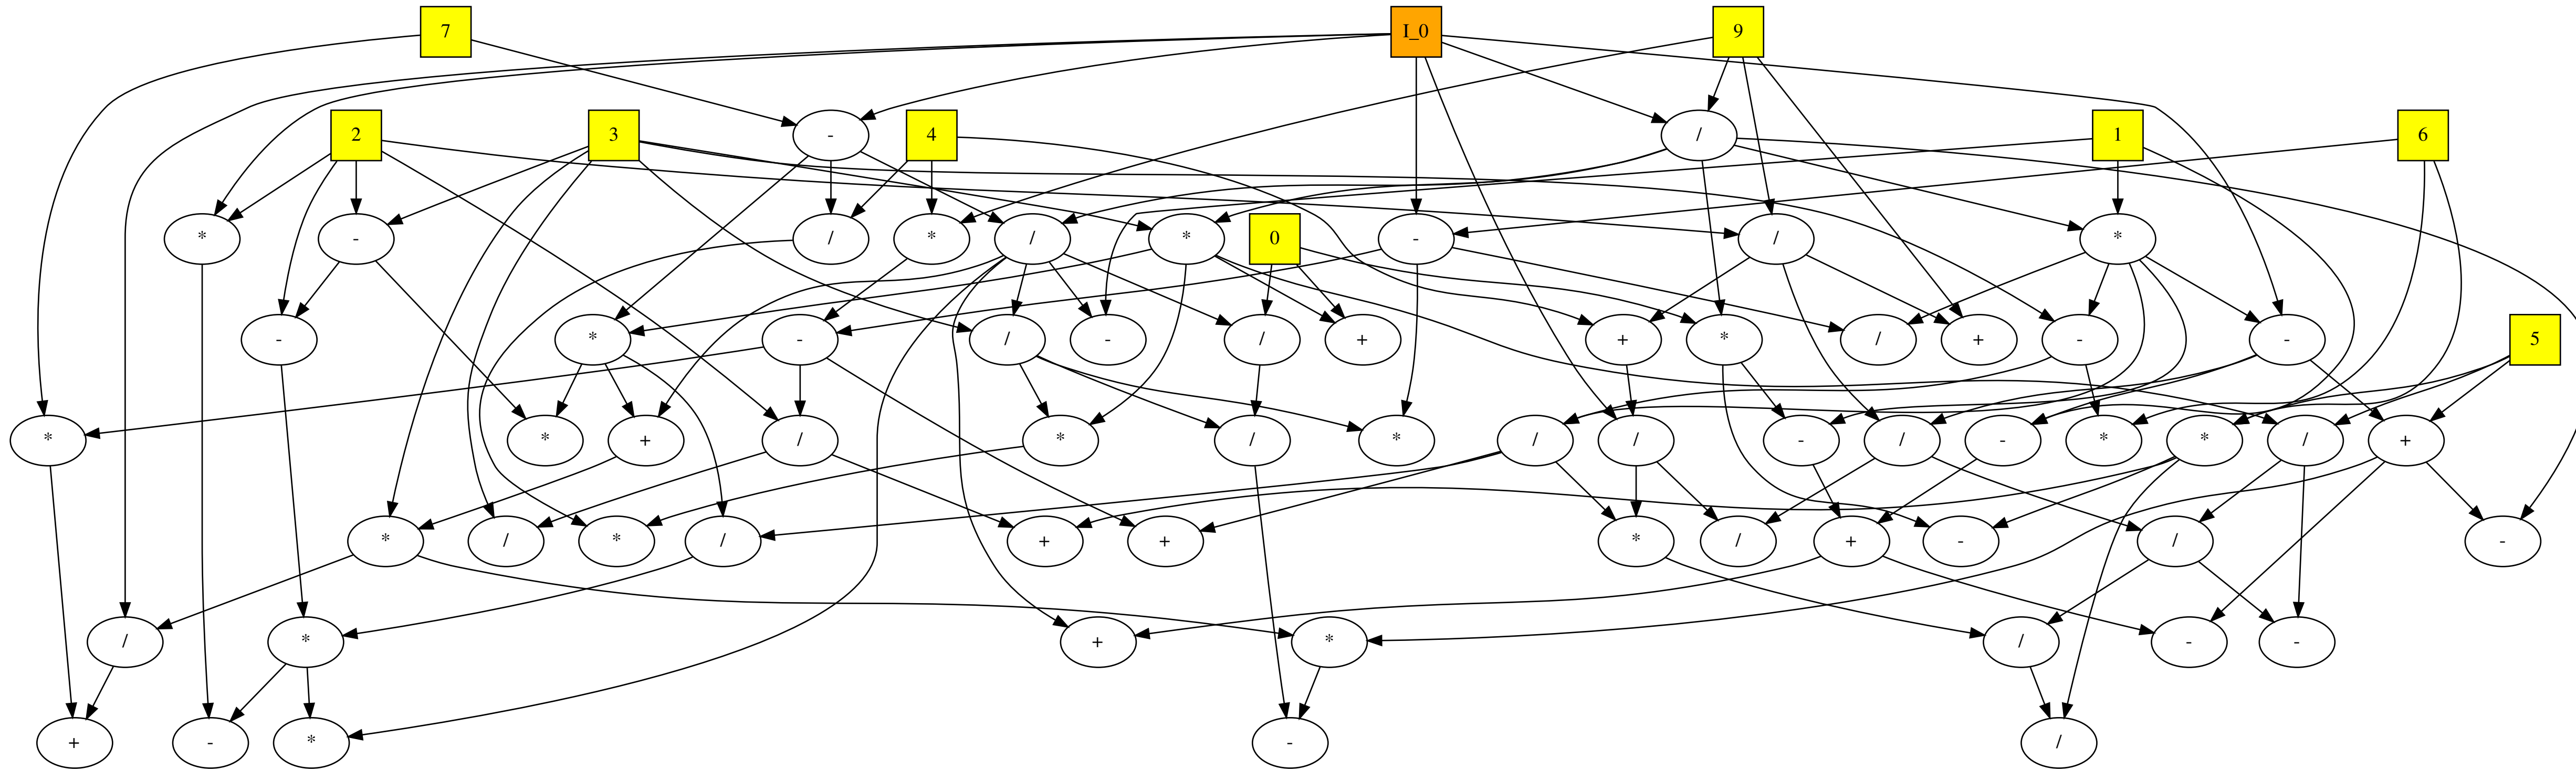 7 I_0 9
2 3 - 4 / 1 6
* - / * / * 0 - / *
- * - / - / + + * / + - - 5
* * + / * / * / / - / - * * / +
* / * / + + * / + - / -
/ * + * / - -
+ - * - /